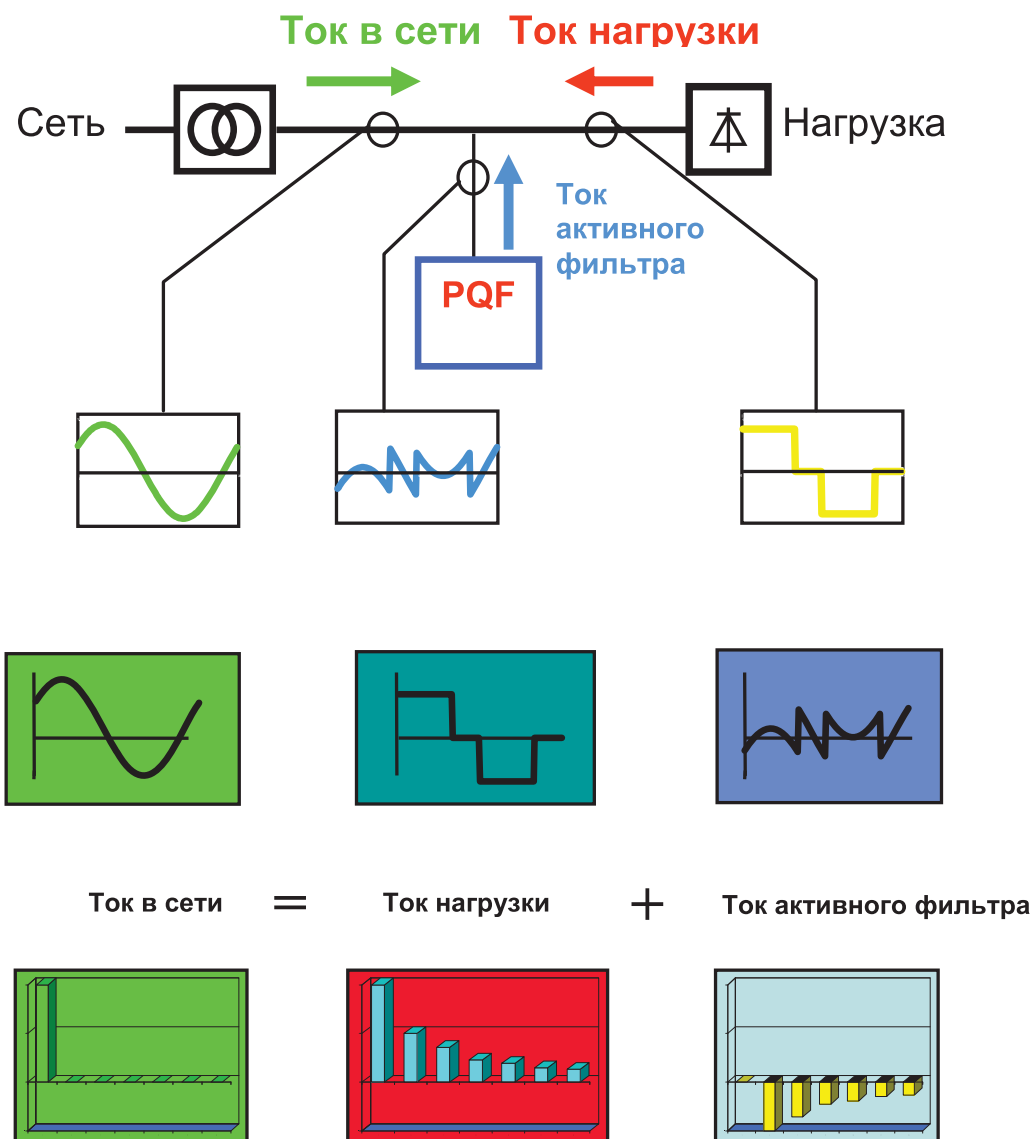 Ток в сети Ток нагрузки
Сеть
Нагрузка
Ток
активного
фильтра
PQF
Ток в сети = Ток нагрузки + Ток активного фильтра